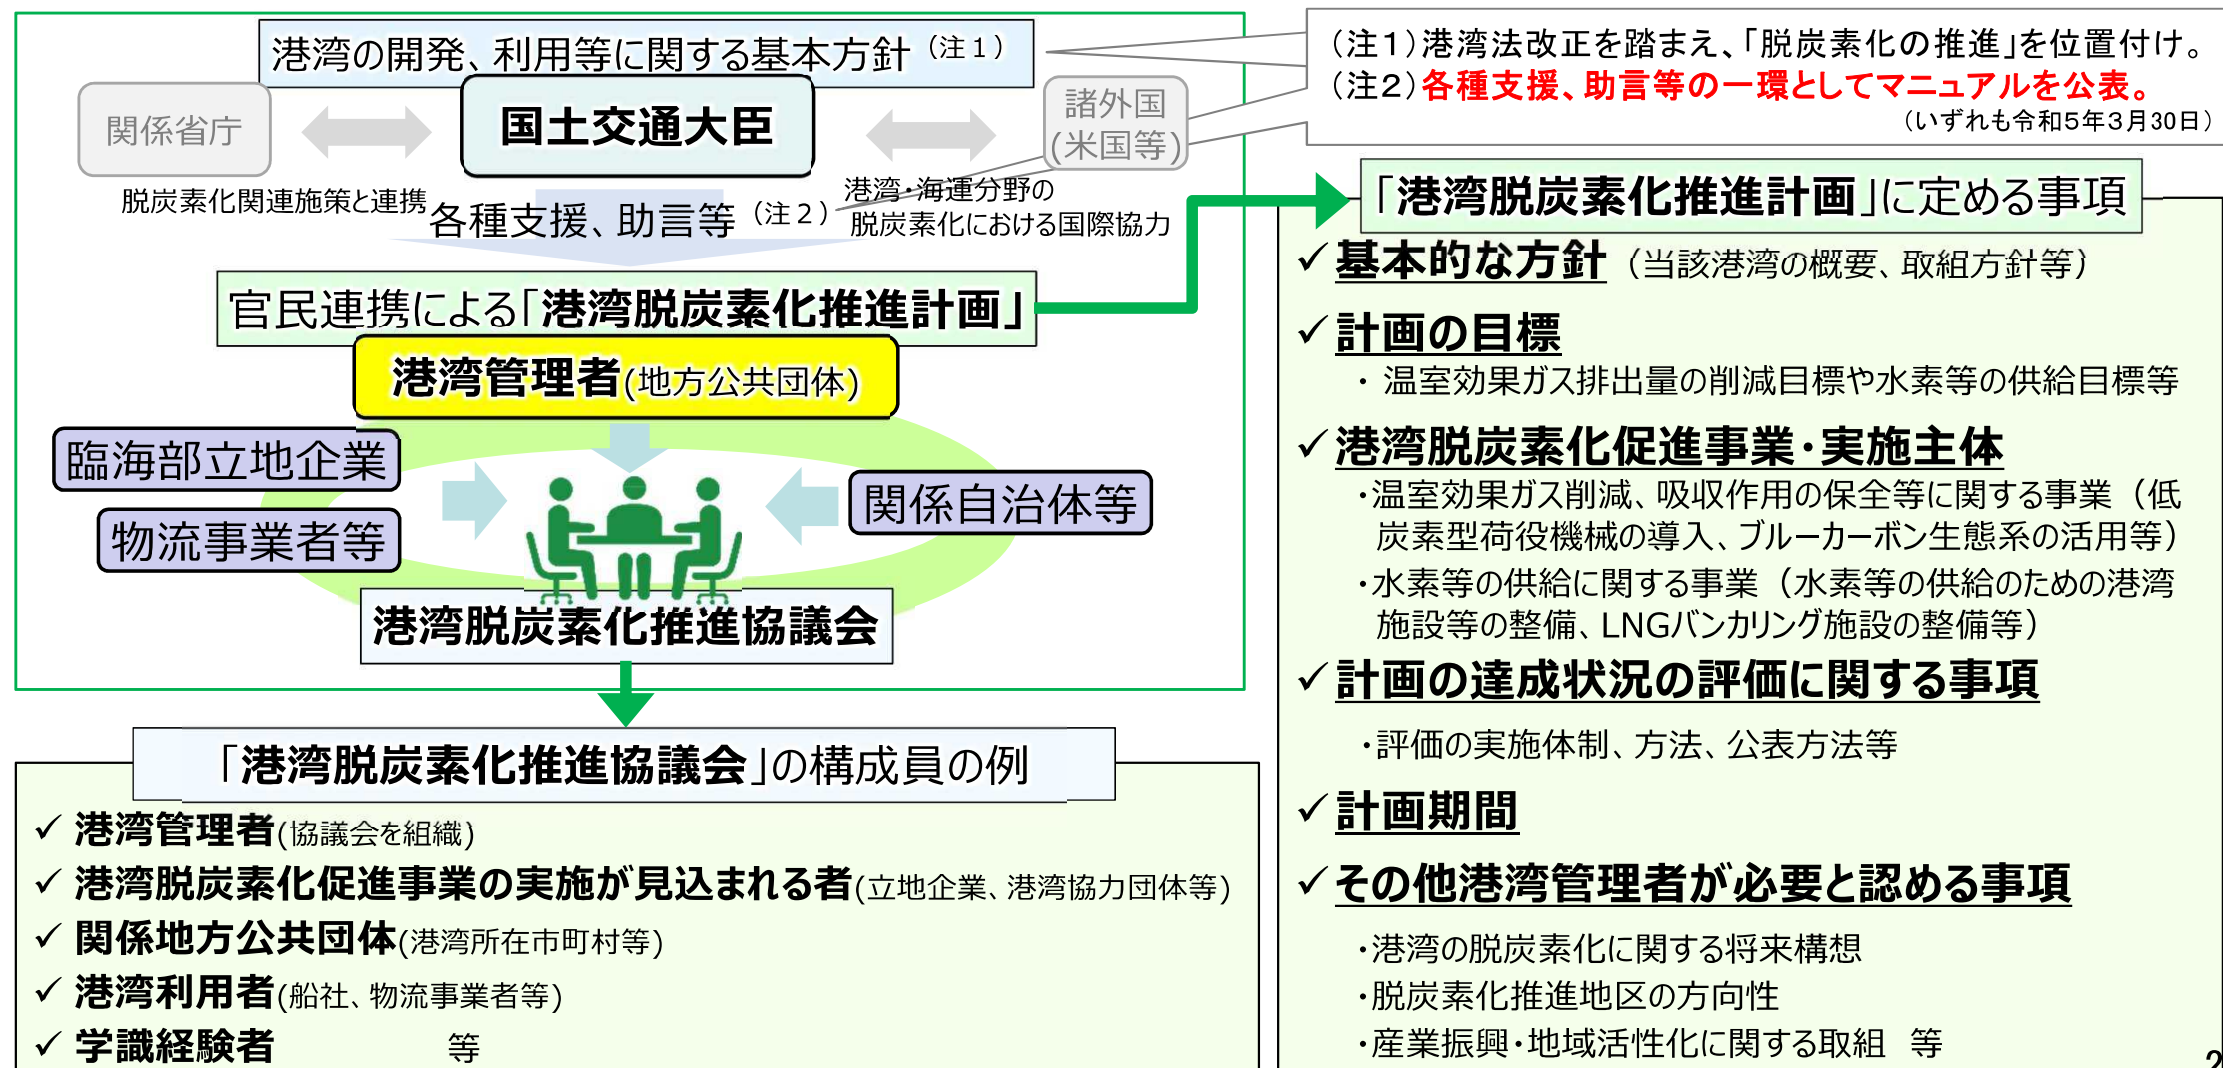 港湾の開発、利用等に関する基本方針（注１）
関係省庁
国土交通大臣
諸外国
(米国等)
脱炭素化関連施策と連携
各種支援、助言等（注２）
港湾・海運分野の
脱炭素化における国際協力
官民連携による「港湾脱炭素化推進計画」
港湾管理者(地方公共団体)
臨海部立地企業
物流事業者等
関係自治体等
港湾脱炭素化推進協議会
「港湾脱炭素化推進協議会」の構成員の例
✓ 港湾管理者(協議会を組織)
✓ 港湾脱炭素化促進事業の実施が見込まれる者(立地企業、港湾協力団体等)
✓ 関係地方公共団体(港湾所在市町村等)
✓ 港湾利用者(船社、物流事業者等)
✓ 学識経験者　　　　等
（注１）港湾法改正を踏まえ、「脱炭素化の推進」を位置付け。
（注２）各種支援、助言等の一環としてマニュアルを公表。
（いずれも令和５年３月30日）
「港湾脱炭素化推進計画」に定める事項
✓ 基本的な方針（当該港湾の概要、取組方針等）
✓ 計画の目標
・ 温室効果ガス排出量の削減目標や水素等の供給目標等
✓ 港湾脱炭素化促進事業・実施主体
・温室効果ガス削減、吸収作用の保全等に関する事業（低
炭素型荷役機械の導入、ブルーカーボン生態系の活用等）
・水素等の供給に関する事業（水素等の供給のための港湾
施設等の整備、LNGバンカリング施設の整備等）
✓ 計画の達成状況の評価に関する事項
・評価の実施体制、方法、公表方法等
✓ 計画期間
✓ その他港湾管理者が必要と認める事項
・港湾の脱炭素化に関する将来構想
・脱炭素化推進地区の方向性
・産業振興・地域活性化に関する取組　等
2